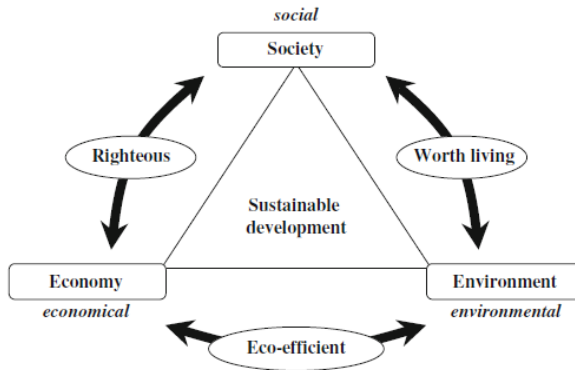 social
Society
Righteous
Worth living
Sustainable
development
Economy
Environment
economical
environmental
Eco-efficient